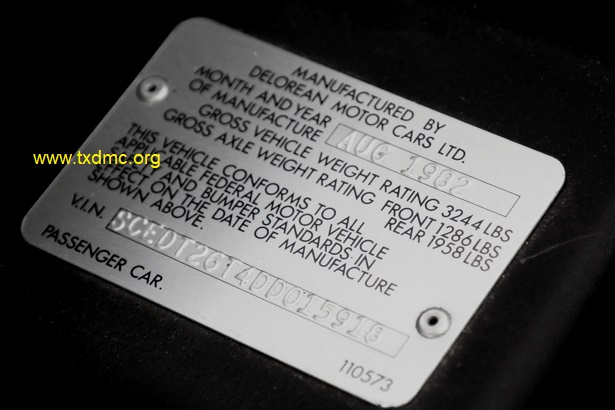 MANUFACTURED BY
DELOREAN MOTOR CARS LTD.
MONTH AND YEAR
OF MANUFACTURE AUG 1982
GROSS VEHICLE WEIGHT RATING 3244 LBS
GROSS AXLE WEIGHT RATING FRONT 1286 LBS
REAR 1958 LBS
THIS VEHICLE CONFORMS TO ALL
APPLICABLE FEDERAL MOTOR VEHICLE
SAFETY AND BUMPER STANDARDS IN
EFFECT ON THE DATE OF MANUFACTURE
SHOWN ABOVE.
V.I.N. SCEDT26T4DD015918
PASSENGER CAR.
110573
www.txdmc.org